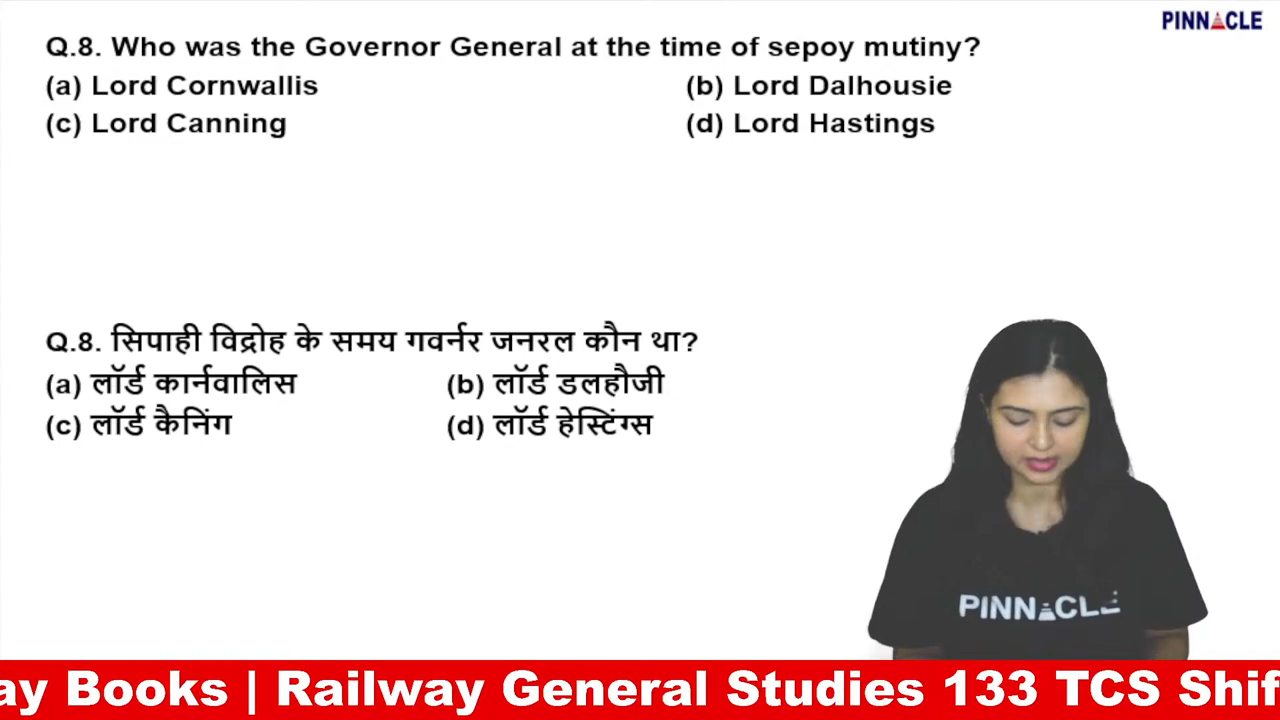 PINNACLE
Q.8. Who was the Governor General at the time of sepoy mutiny?
(a) Lord Cornwallis (b) Lord Dalhousie
(c) Lord Canning (d) Lord Hastings
Q.8. सिपाही विद्रोह के समय गवर्नर जनरल कौन था?
(a) लॉर्ड कार्नवालिस (b) लॉर्ड डलहौजी
(c) लॉर्ड कैनिंग (d) लॉर्ड हेस्टिंग्स
PINNACLE
ay Books | Railway General Studies 133 TCS Shif